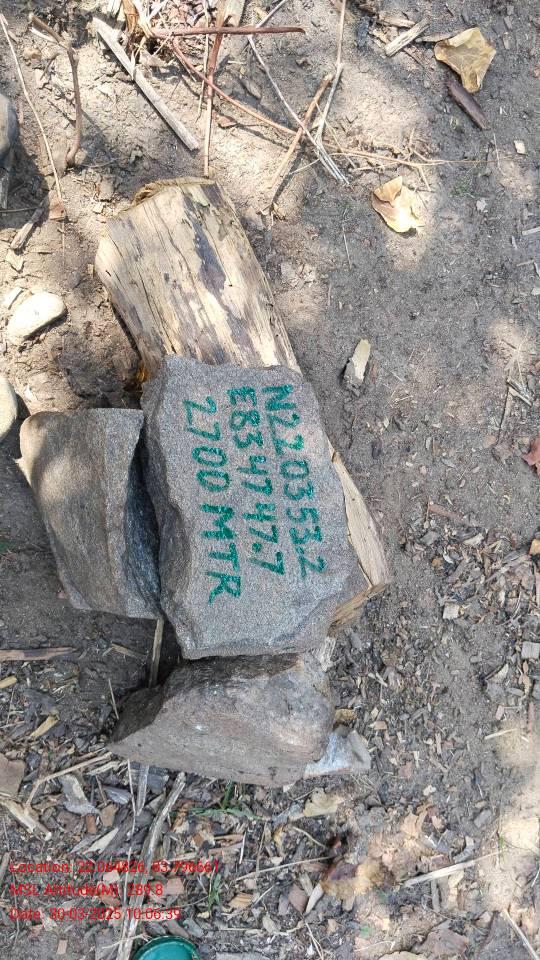 N22 03 53.2
E83 47 47.7
2700 MTR
Location: 22.064826, 83.796661
MSL Altitude(M): 289.8
Date: 30-03-2025 10:06:39